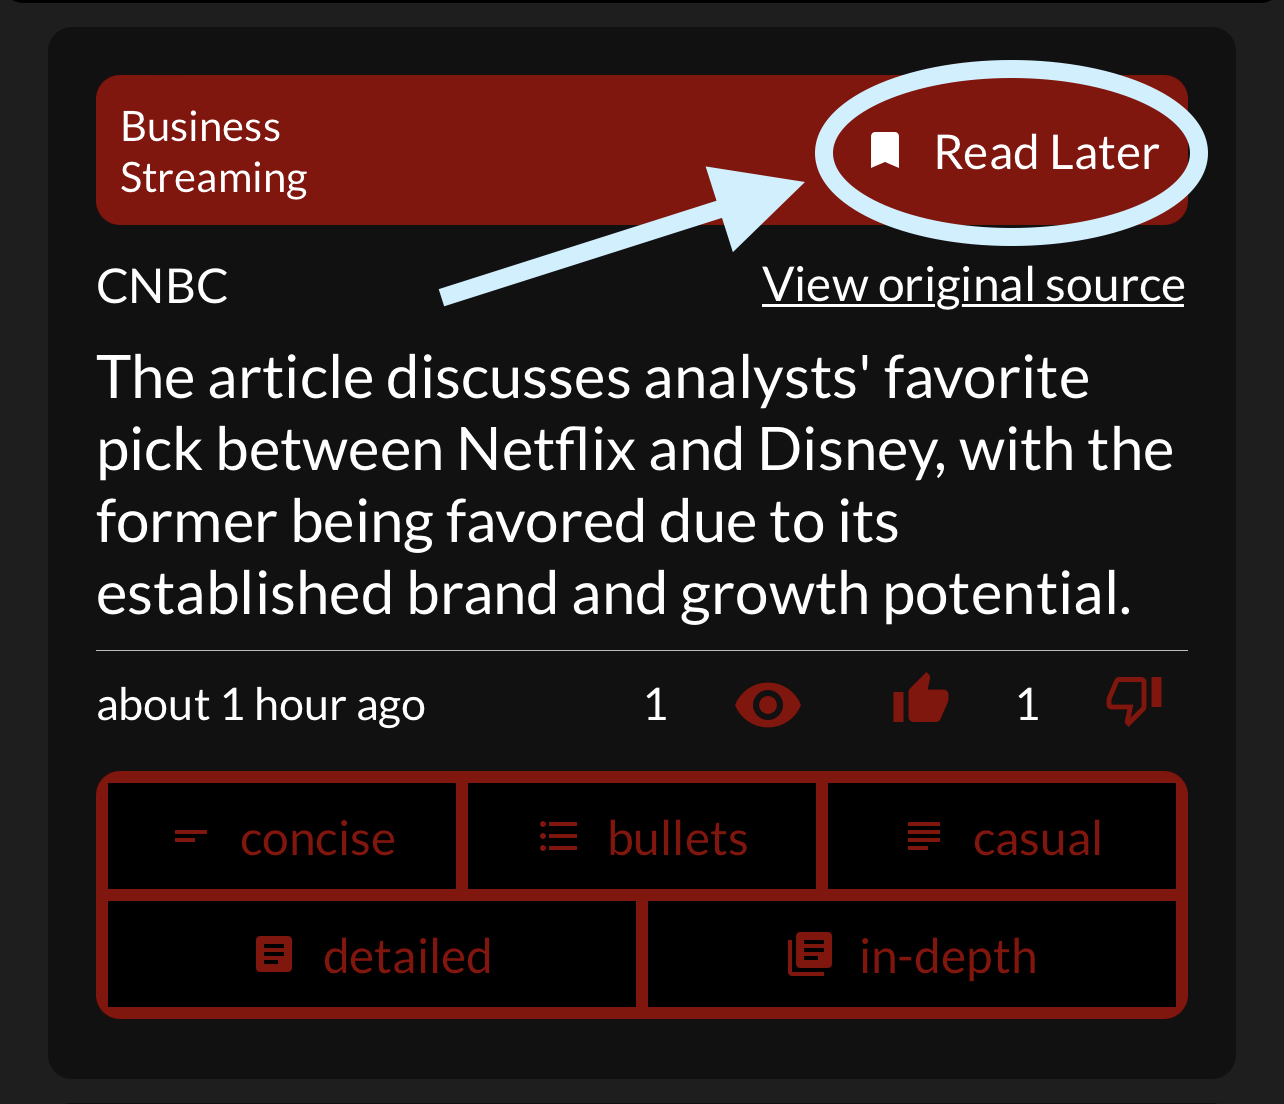 Business
Streaming
Read Later
CNBC
View original source
The article discusses analysts' favorite
pick between Netflix and Disney, with the
former being favored due to its
established brand and growth potential.
about 1 hour ago
1
1
concise
bullets
casual
detailed
in-depth